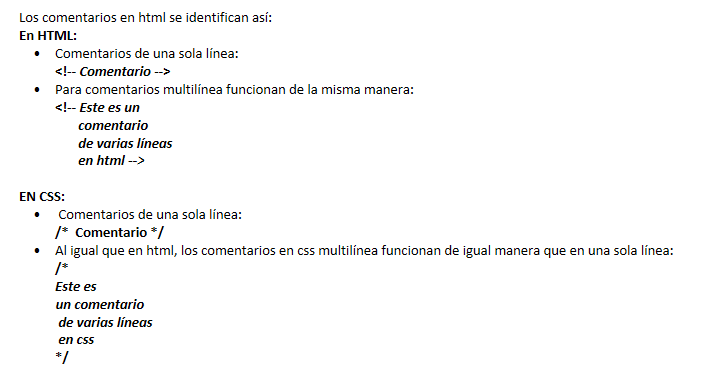 Los comentarios en html se identifican así:
En HTML:
• Comentarios de una sola línea:
<!-- Comentario -->
• Para comentarios multilínea funcionan de la misma manera:
<!-- Este es un
comentario
de varias líneas
en html -->
EN CSS:
• Comentarios de una sola línea:
/* Comentario */
• Al igual que en html, los comentarios en css multilínea funcionan de igual manera que en una sola línea:
/*
Este es
un comentario
de varias líneas
en css
*/